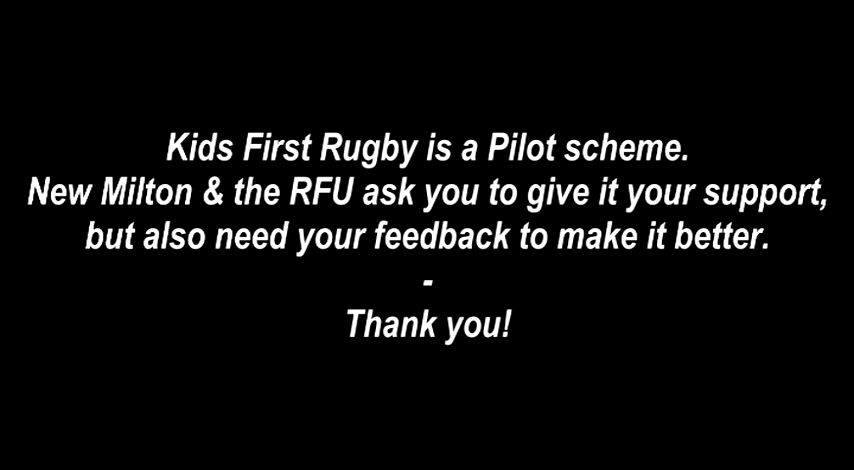 Kids First Rugby is a Pilot scheme.
New Milton & the RFU ask you to give it your support,
but also need your feedback to make it better.
-
Thank you!